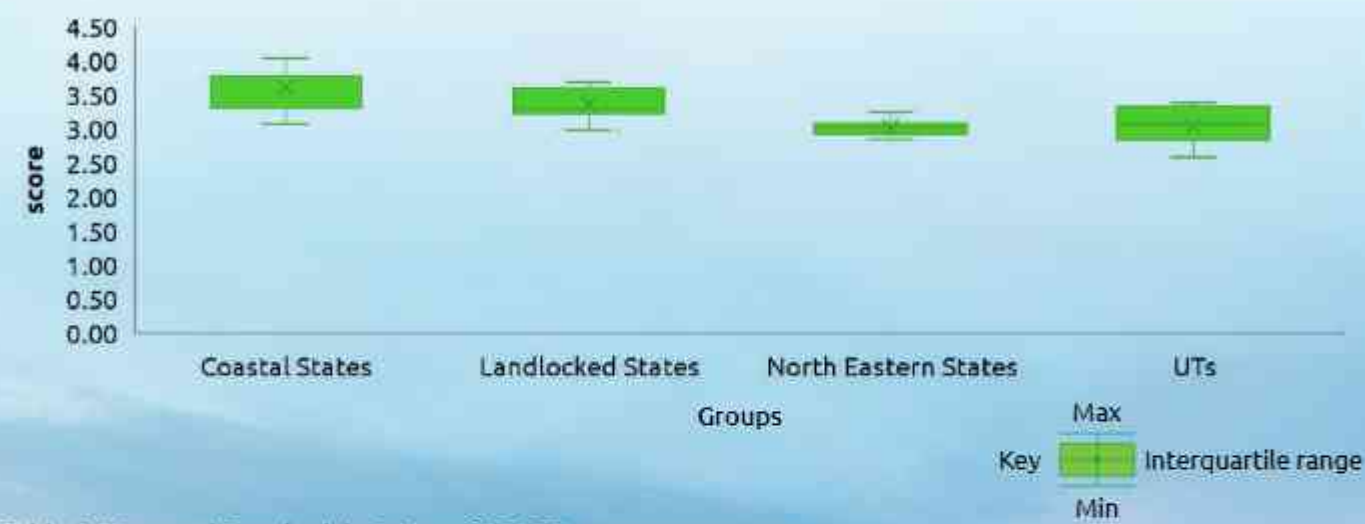 4.50
4.00
3.50
3.00
2.50
2.00
1.50
1.00
0.50
0.00
score
Coastal States Landlocked States North Eastern States UTs
Groups
Max
Key Interquartile range
Min